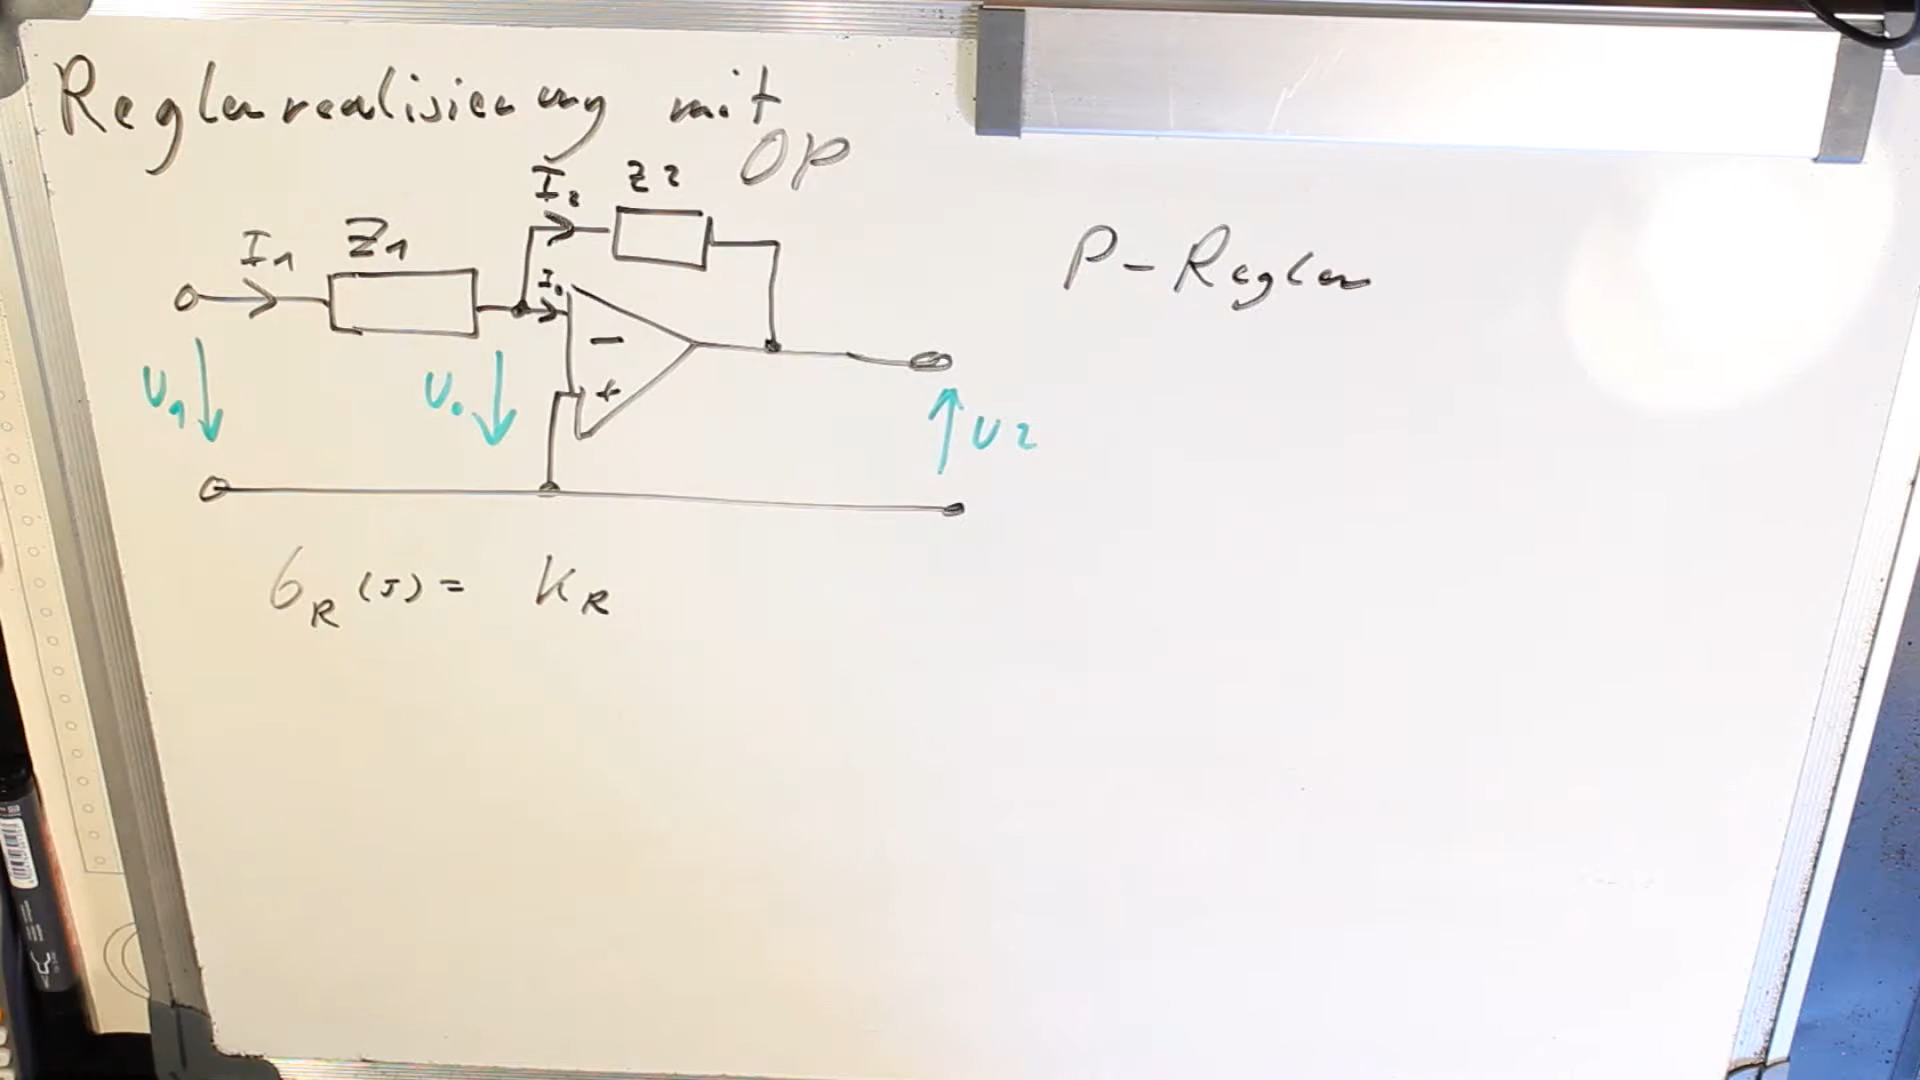 Reglerrealisierung mit
OP
I2 Z2
I1 Z1
I0
-
+
U1 U0 U2
GR(s) = KR
P-Regler